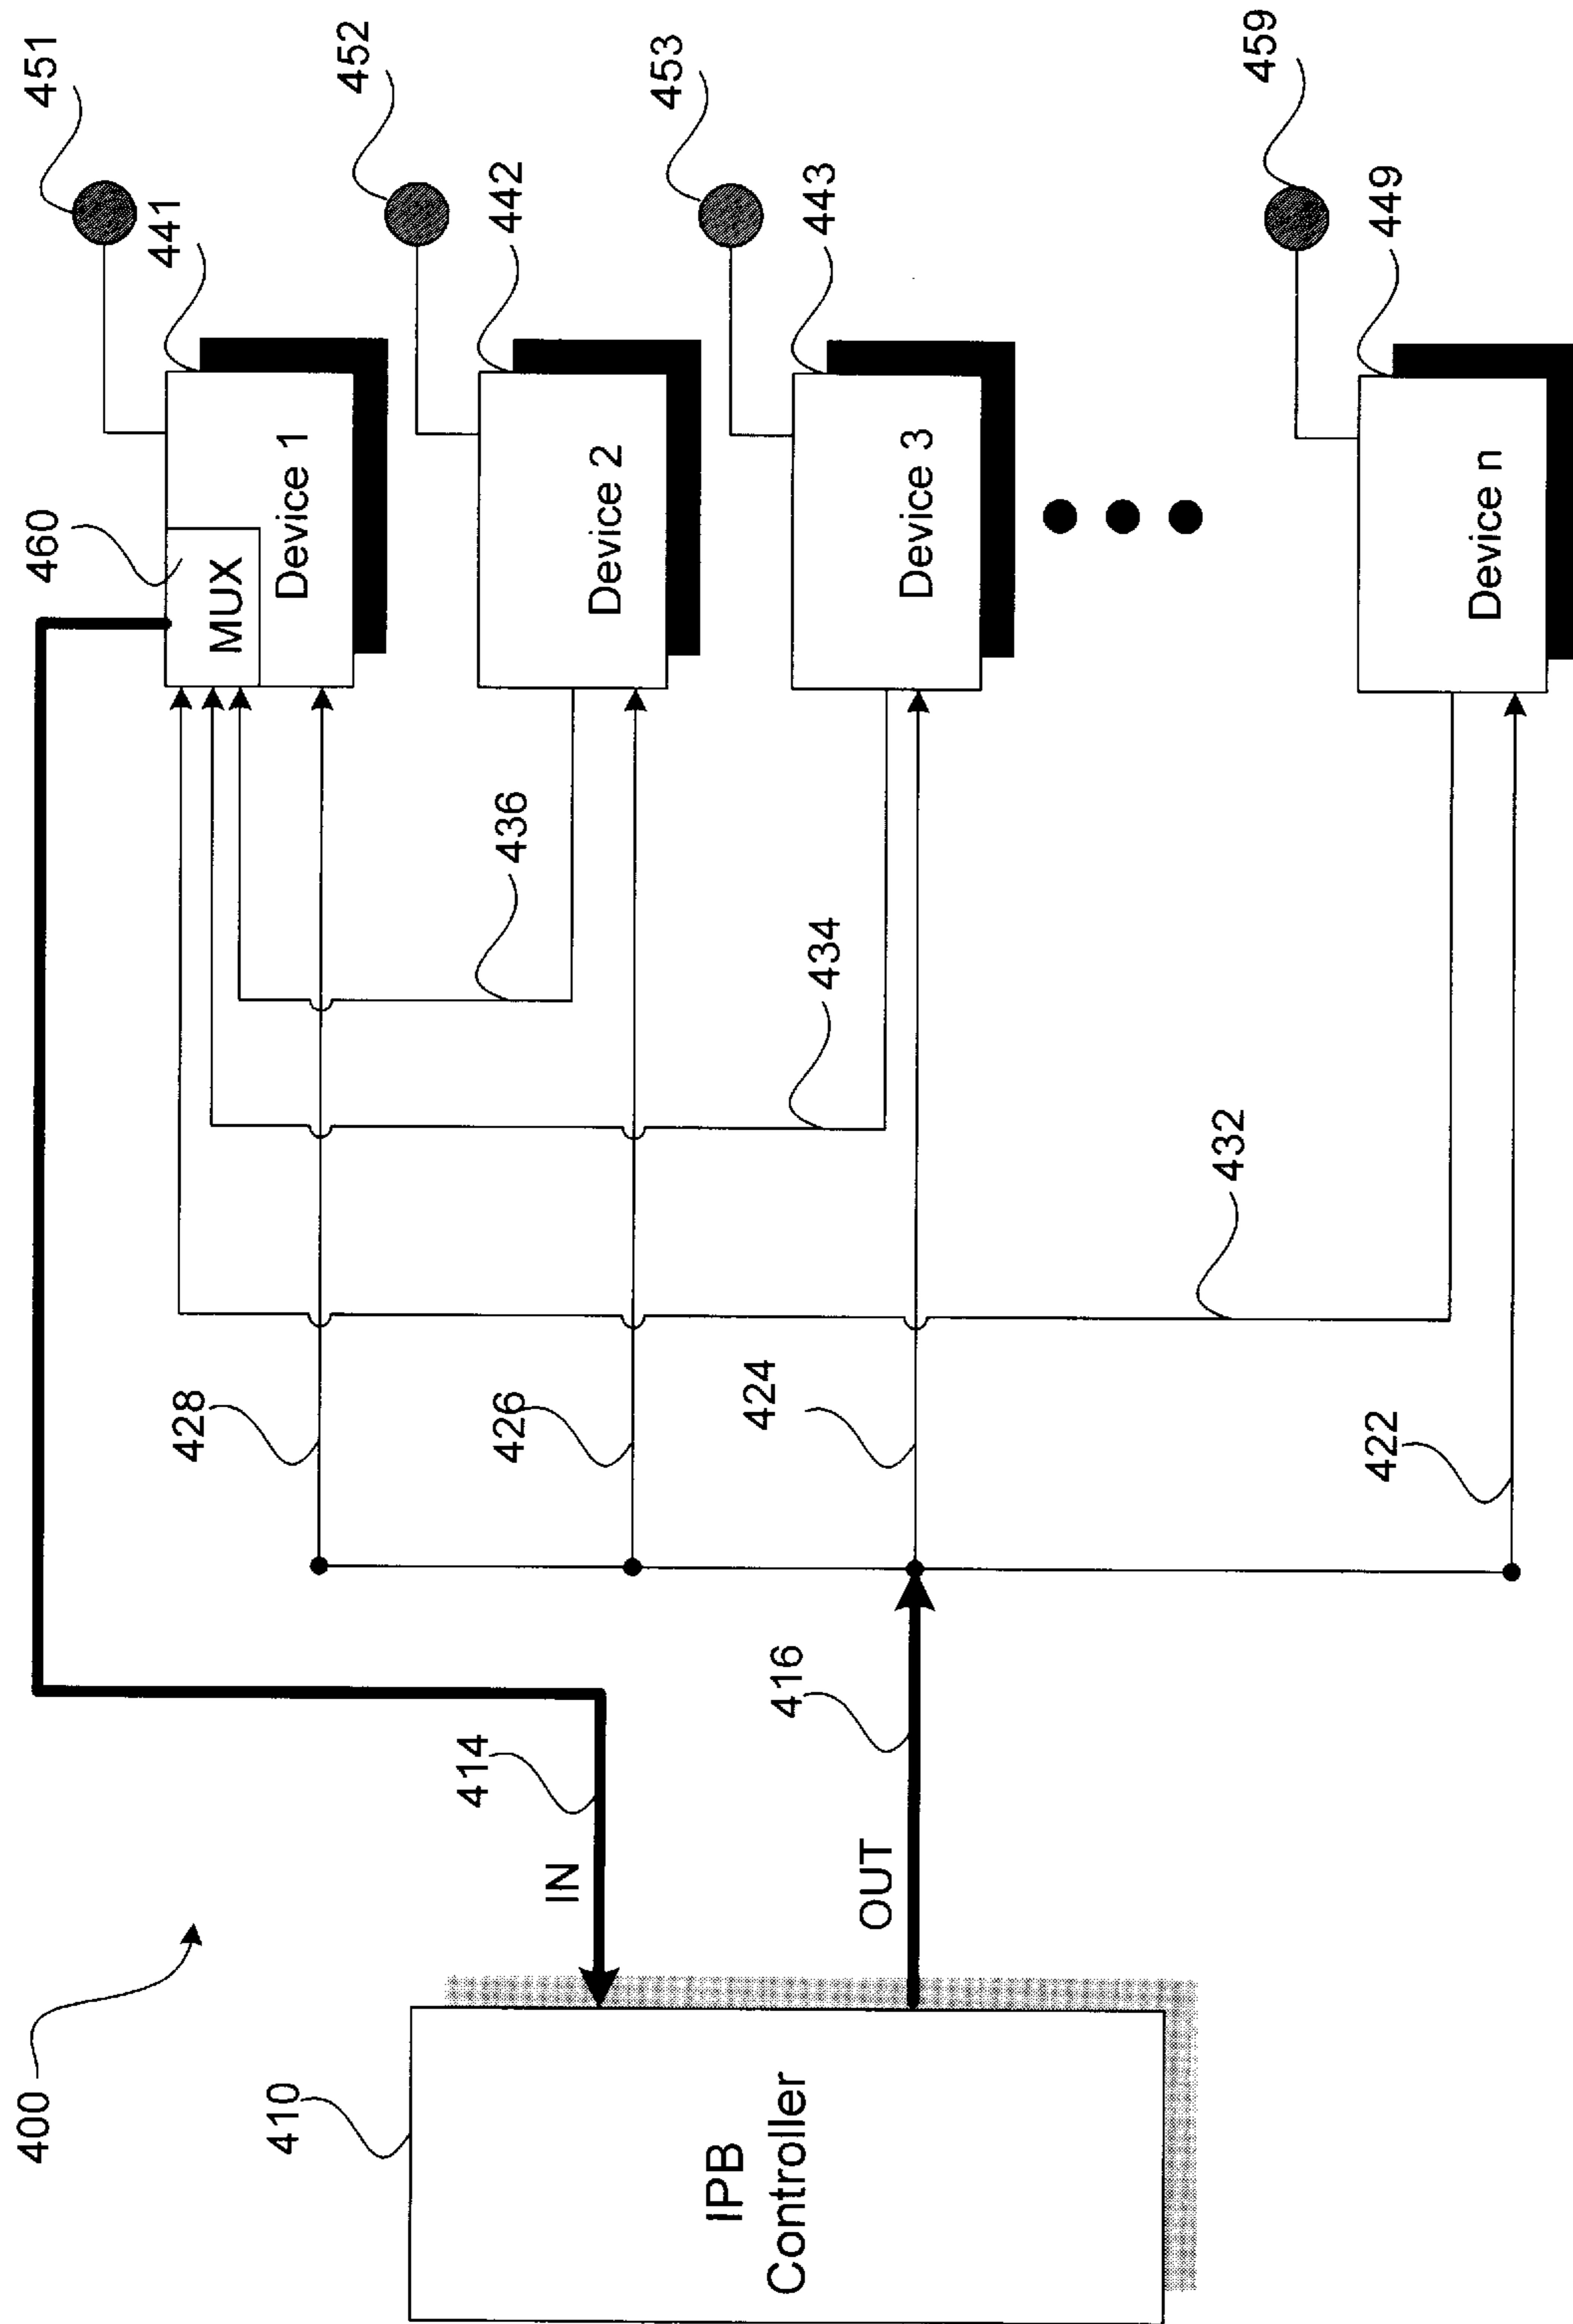 400
410
IPB
Controller
IN
414
OUT
416
428
426
424
422
432
434
436
460
MUX
Device 1
441
451
Device 2
442
452
Device 3
443
453
Device n
449
459